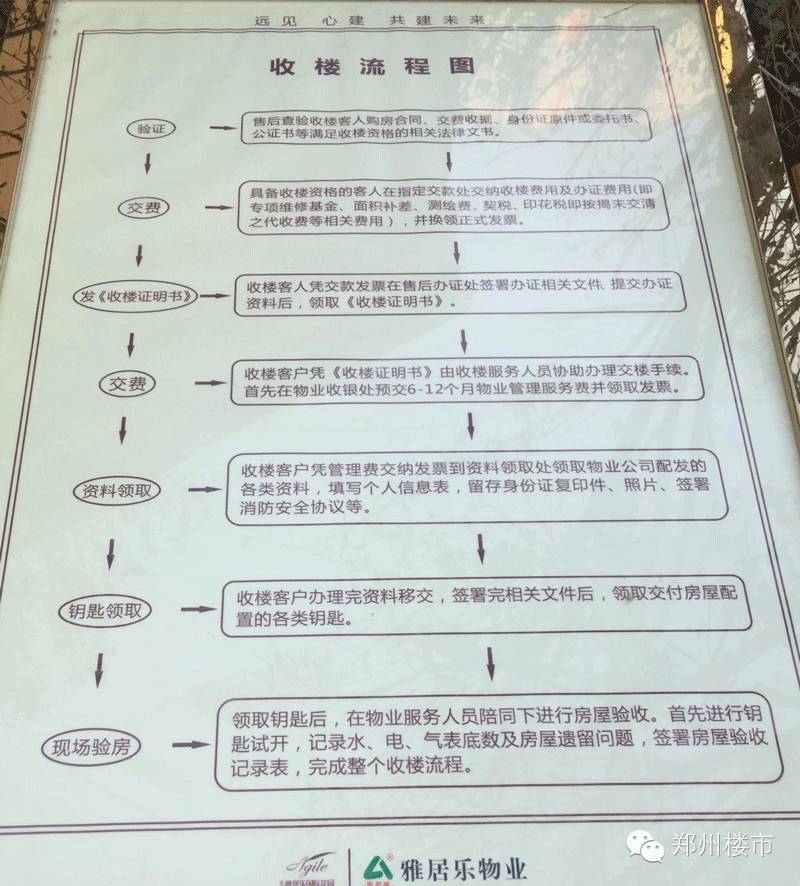 远见 心建 共建未来
收楼流程图
验证
售后查验收楼客人购房合同、交费收据、身份证原件或委托书、
公证书等满足收楼资格的相关法律文书。
交费
具备收楼资格的客人在指定交款处交纳收楼费用及办证费用(即
专项维修基金、面积补差、测绘费、契税、印花税即按揭未交清
之代收费等相关费用),并换领正式发票。
发《收楼证明书》
收楼客人凭交款发票在售后办证处签署办证相关文件、提交办证
资料后,领取《收楼证明书》。
交费
收楼客户凭《收楼证明书》由收楼服务人员协助办理交楼手续。
首先在物业收银处预交6-12个月物业管理服务费并领取发票。
资料领取
收楼客户凭管理费交纳发票到资料领取处领取物业公司配发的
各类资料,填写个人信息表,留存身份证复印件、照片、签署
消防安全协议等。
钥匙领取
收楼客户办理完资料移交,签署完相关文件后,领取交付房屋配
置的各类钥匙。
现场验房
领取钥匙后,在物业服务人员陪同下进行房屋验收。首先进行钥
匙试开,记录水、电、气表底数及房屋遗留问题,签署房屋验收
记录表,完成整个收楼流程。
Agile
雅居乐物业
郑州楼市